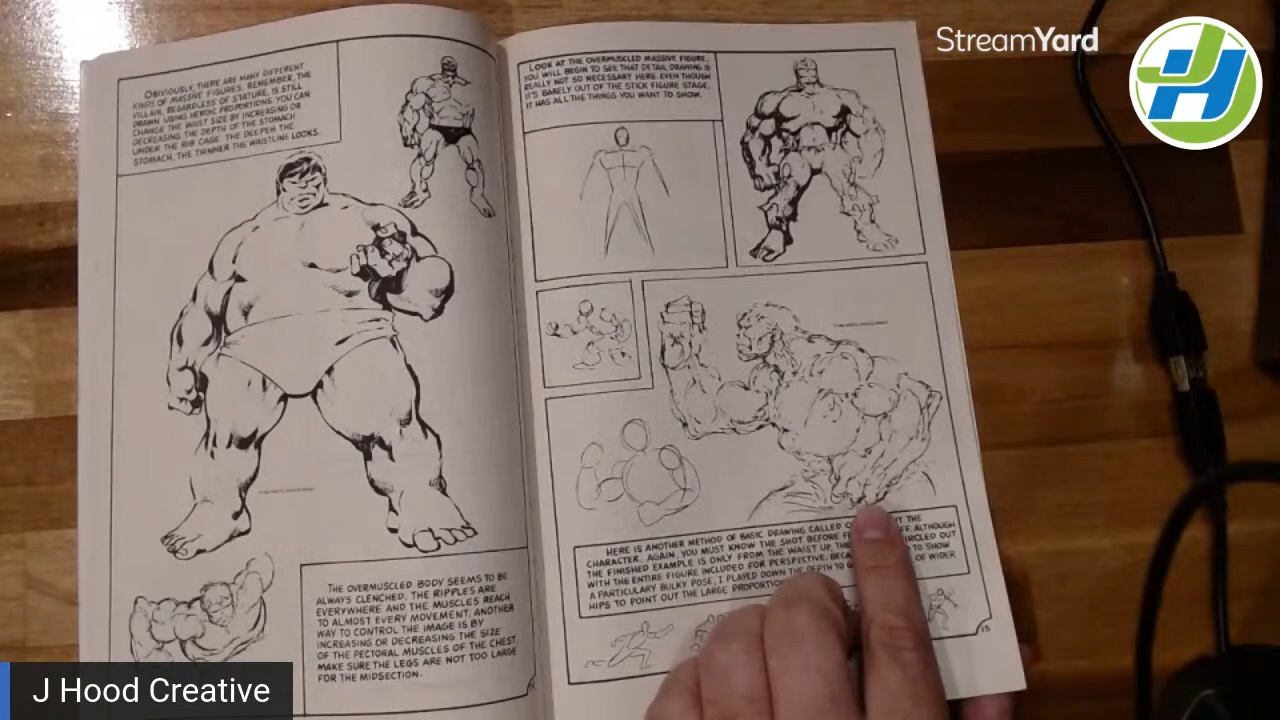 OBVIOUSLY, THERE ARE MANY DIFFERENT
KINDS OF MASSIVE FIGURES. REMEMBER, THE
VILLAIN, REGARDLESS OF STATURE, IS STILL
DRAWN USING HEROIC PROPORTIONS. YOU CAN
CHANGE THE WAIST SIZE BY INCREASING OR
DECREASING THE DEPTH OF THE STOMACH
UNDER THE RIB CAGE. THE DEEPER THE
STOMACH, THE THINNER THE WAISTLINE LOOKS.
THE OVERMUSCLED BODY SEEMS TO BE
ALWAYS CLENCHED. THE RIPPLES ARE
EVERYWHERE AND THE MUSCLES REACH
TO ALMOST EVERY MOVEMENT. ANOTHER
WAY TO CONTROL THE IMAGE IS BY
INCREASING OR DECREASING THE SIZE
OF THE PECTORAL MUSCLES OF THE CHEST.
MAKE SURE THE LEGS ARE NOT TOO LARGE
FOR THE MIDSECTION.
LOOK AT THE OVERMUSCLED MASSIVE FIGURE.
YOU WILL BEGIN TO SEE THAT DETAIL DRAWING IS
REALLY NOT SO NECESSARY HERE. EVEN THOUGH
IT'S BARELY OUT OF THE STICK FIGURE STAGE,
IT HAS ALL THE THINGS YOU WANT TO SHOW.
HERE IS ANOTHER METHOD OF BASIC DRAWING CALLED THE
CHARACTER. AGAIN, YOU MUST KNOW THE SHOT BEFORE ALTHOUGH
THE FINISHED EXAMPLE IS ONLY FROM THE WAIST UP, CIRCLED OUT
WITH THE ENTIRE FIGURE INCLUDED FOR PERSPECTIVE. TO SHOW
A PARTICULARY BULKY POSE, I PLAYED DOWN THE DEPTH TO OF WIDER
HIPS TO POINT OUT THE LARGE
StreamYard
J Hood Creative